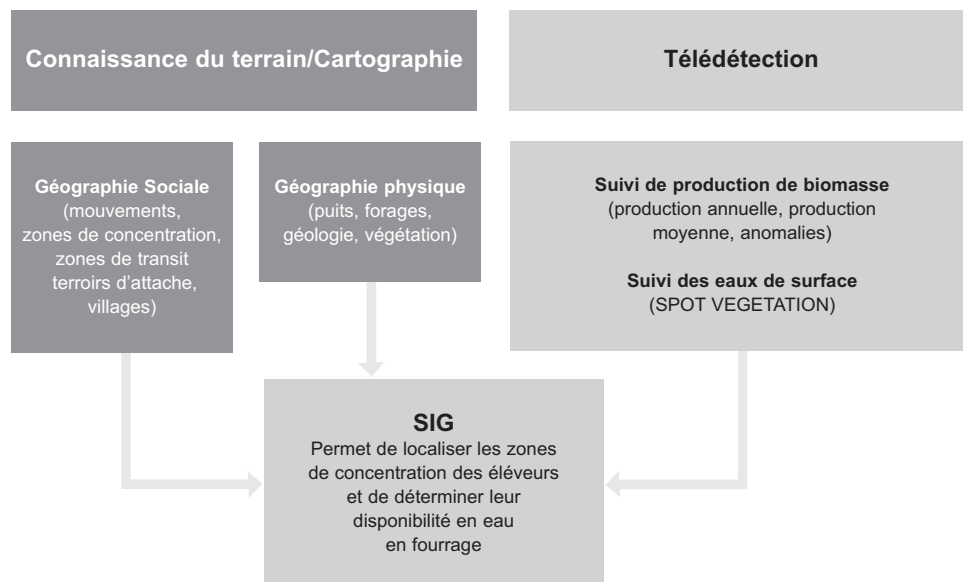 Connaissance du terrain/Cartographie
Télédétection
Géographie Sociale
(mouvements,
zones de concentration,
zones de transit
terroirs d'attache,
villages)
Géographie physique
(puits, forages,
géologie, végétation)
Suivi de production de biomasse
(production annuelle, production
moyenne, anomalies)
Suivi des eaux de surface
(SPOT VEGETATION)
SIG
Permet de localiser les zones
de concentration des éléveurs
et de déterminer leur
disponibilité en eau
en fourrage